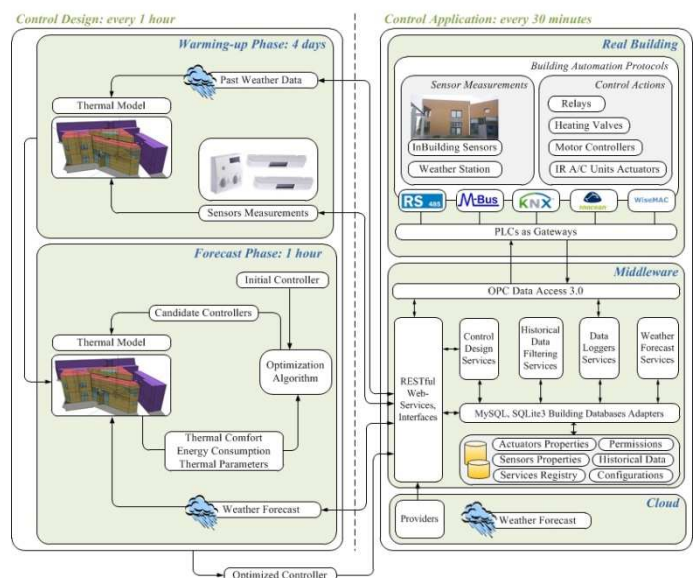 Control Design: every 1 hour
Warming-up Phase: 4 days
Past Weather Data
Thermal Model
Sensors Measurements
Forecast Phase: 1 hour
Initial Controller
Candidate Controllers
Thermal Model
Optimization
Algorithm
Thermal Comfort
Energy Consumption
Thermal Parameters
Weather Forecast
Optimized Controller
Control Application: every 30 minutes
Real Building
Building Automation Protocols
Sensor Measurements
InBuilding Sensors
Weather Station
Control Actions
Relays
Heating Valves
Motor Controllers
IR A/C Units Actuators
RS 485
M-Bus
KNX
enocean
WiseMAC
PLCs as Gateways
Middleware
OPC Data Access 3.0
RESTful
Web-
Services,
Interfaces
Control
Design
Services
Historical
Data
Filtering
Services
Data
Loggers
Services
Weather
Forecast
Services
MySQL, SQLite3 Building Databases Adapters
Actuators Properties
Permissions
Sensors Properties
Historical Data
Services Registry
Configurations
Cloud
Providers
Weather Forecast